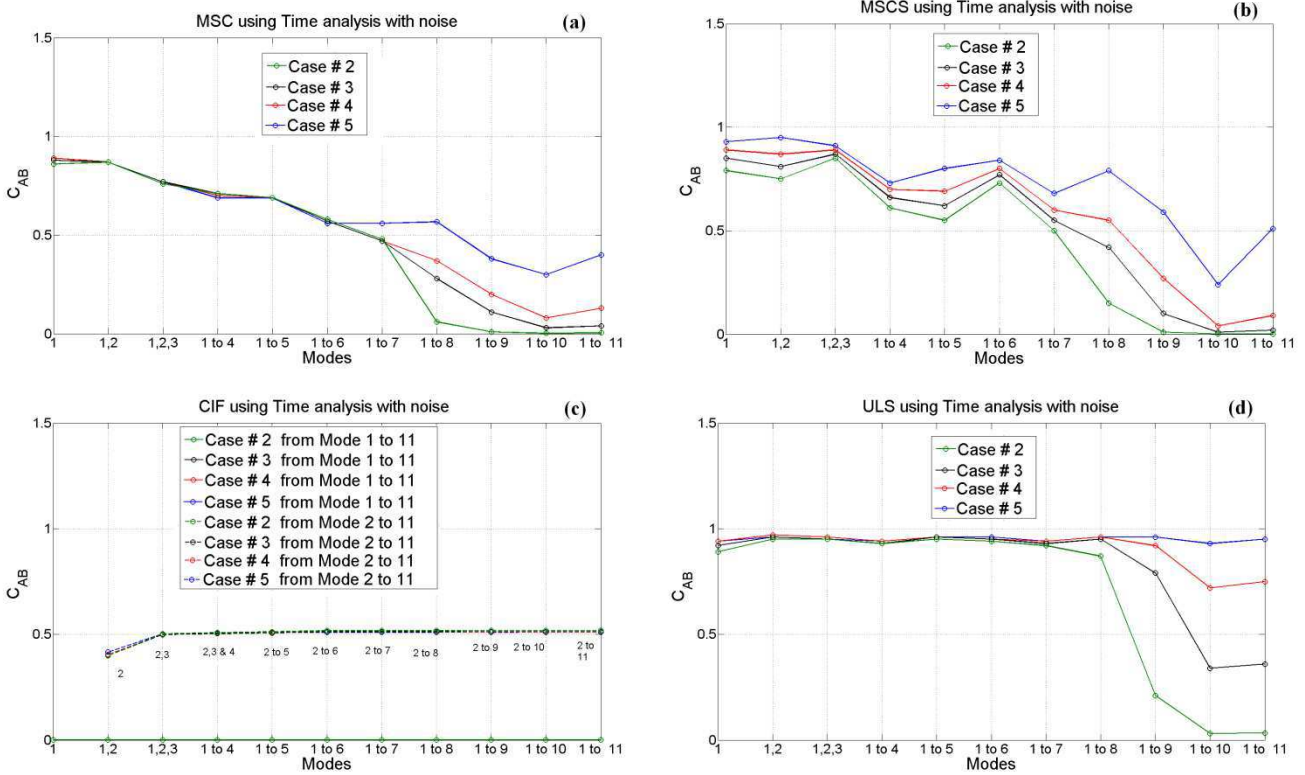 MSC using Time analysis with noise
(a)
1.5
1
0.5
0
C_AB
Case # 2
Case # 3
Case # 4
Case # 5
1
1,2
1,2,3
1 to 4
1 to 5
1 to 6
1 to 7
1 to 8
1 to 9
1 to 10
1 to 11
Modes
MSCS using Time analysis with noise
(b)
1.5
1
0.5
0
C_AB
Case # 2
Case # 3
Case # 4
Case # 5
1
1,2
1,2,3
1 to 4
1 to 5
1 to 6
1 to 7
1 to 8
1 to 9
1 to 10
1 to 11
Modes
CIF using Time analysis with noise
(c)
1.5
1
0.5
0
C_AB
Case # 2 from Mode 1 to 11
Case # 3 from Mode 1 to 11
Case # 4 from Mode 1 to 11
Case # 5 from Mode 1 to 11
Case # 2 from Mode 2 to 11
Case # 3 from Mode 2 to 11
Case # 4 from Mode 2 to 11
Case # 5 from Mode 2 to 11
2
2,3
2,3 & 4
2 to 5
2 to 6
2 to 7
2 to 8
2 to 9
2 to 10
2 to
11
1
1,2
1,2,3
1 to 4
1 to 5
1 to 6
1 to 7
1 to 8
1 to 9
1 to 10
1 to 11
Modes
ULS using Time analysis with noise
(d)
1.5
1
0.5
0
C_AB
Case # 2
Case # 3
Case # 4
Case # 5
1
1,2
1,2,3
1 to 4
1 to 5
1 to 6
1 to 7
1 to 8
1 to 9
1 to 10
1 to 11
Modes